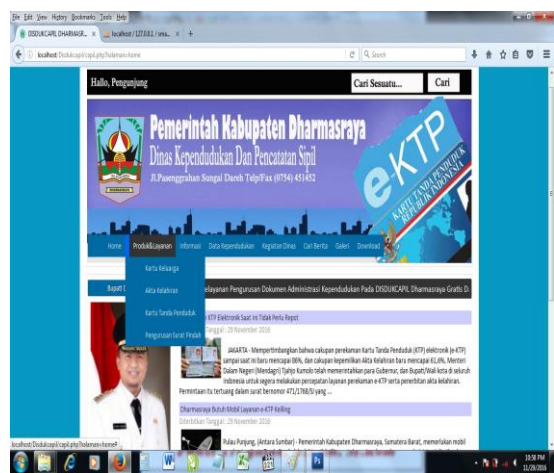 File Edit View History Bookmarks Tools Help
DISDUKCAPIL DHARMASR... × localhost / 127.0.0.1 / sma... × +
localhost/Disdukcapil/capil.php?halaman=home
Search
Hallo, Pengunjung
Cari Sesuatu... Cari
Pemerintah Kabupaten Dharmasraya
Dinas Kependudukan Dan Pencatatan Sipil
Jl.Pasenggrahan Sungai Dareh Telp/Fax (0754) 451452
e-KTP
KARTU TANDA PENDUDUK
REPUBLIK INDONESIA
Home Produk&Layanan Informasi Data Kependudukan Kegiatan Dinas Cari Berita Galeri Download
Kartu Keluarga
Akta Kelahiran
Kartu Tanda Penduduk
Pengurusan Surat Pindah
Bupati D
elayanan Pengurusan Dokumen Administrasi Kependudukan Pada DISDUKCAPIL Dharmasraya Gratis D
KTP Elektronik Saat ini Tidak Perlu Repot
Tanggal : 29 November 2016
JAKARTA - Mempertimbangkan bahwa cakupan perekaman Kartu Tanda Penduduk (KTP) elektronik (e-KTP)
sampai saat ini baru mencapai 86%, dan cakupan kepemilikan Akta Kelahiran baru mencapai 61,6%, Menteri
Dalam Negeri (Mendagri) Tjahjo Kumolo telah memerintahkan para Gubernur, dan Bupati/Wali kota di seluruh
Indonesia untuk segera melakukan percepatan layanan perekaman e-KTP serta penerbitan akta kelahiran.
Permintaan itu tertuang dalam surat bernomor 471/1768/SJ yang ...
Dharmasraya Butuh Mobil Layanan e-KTP Keliling
Diterbitkan Tanggal : 29 November 2016
Pulau Punjung, (Antara Sumbar) - Pemerintah Kabupaten Dharmasraya, Sumatera Barat, memerlukan mobil
localhost/Disdukcapil/capil.php?halaman=home#
10:58 PM
11/29/2016